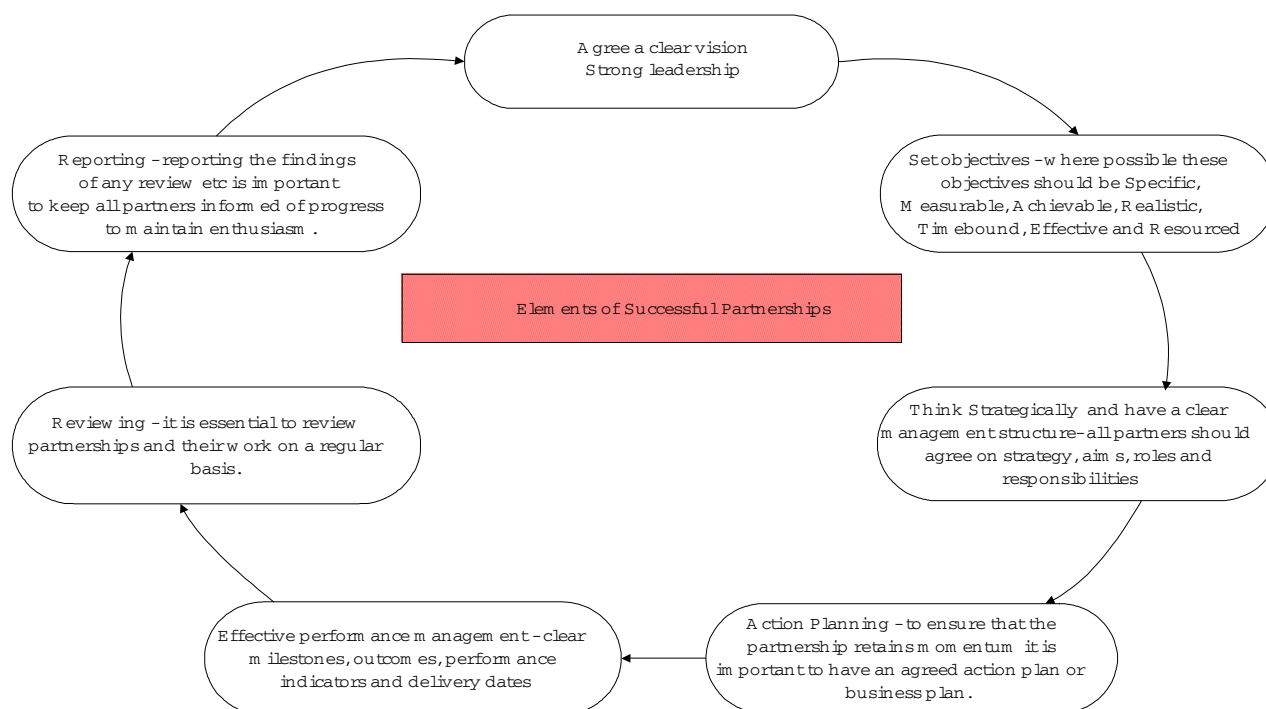 Agree a clear vision
Strong leadership
Set objectives - where possible these
objectives should be Specific,
Measurable, Achievable, Realistic,
Timebound, Effective and Resourced
Think Strategically and have a clear
management structure - all partners should
agree on strategy, aims, roles and
responsibilities
Action Planning - to ensure that the
partnership retains momentum it is
important to have an agreed action plan or
business plan.
Effective performance management - clear
milestones, outcomes, performance
indicators and delivery dates
Reviewing - it is essential to review
partnerships and their work on a regular
basis.
Reporting - reporting the findings
of any review etc is important
to keep all partners informed of progress
to maintain enthusiasm.
Elements of Successful Partnerships